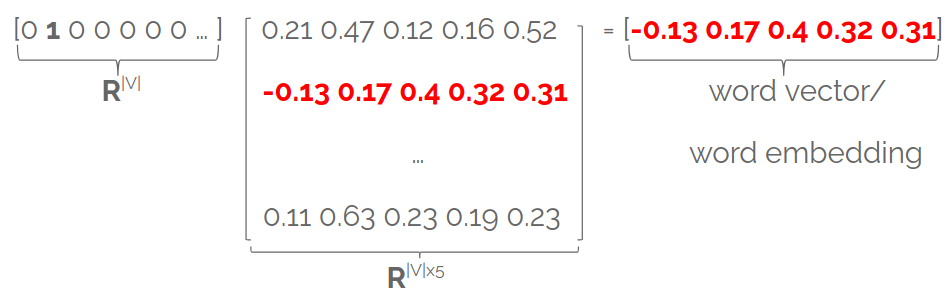 [0 1 0 0 0 0 0 ... ] 0.21 0.47 0.12 0.16 0.52 = [-0.13 0.17 0.4 0.32 0.31]
R|V| -0.13 0.17 0.4 0.32 0.31 word vector/
... word embedding
0.11 0.63 0.23 0.19 0.23
R|V|x5